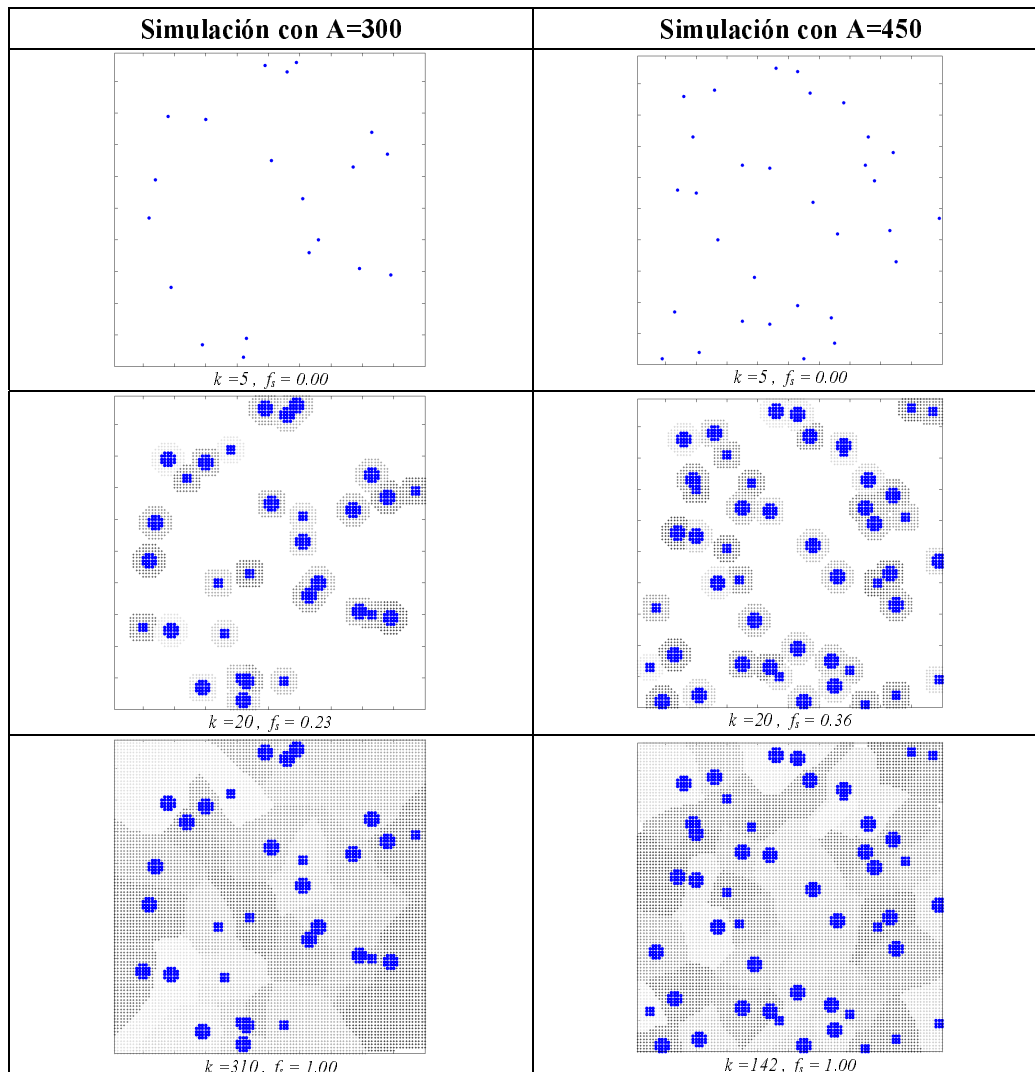 Simulación con A=300
Simulación con A=450
k =5 , fs = 0.00
k =5 , fs = 0.00
k =20 , fs = 0.23
k =20 , fs = 0.36
k =310 , fs = 1.00
k =142 , fs = 1.00